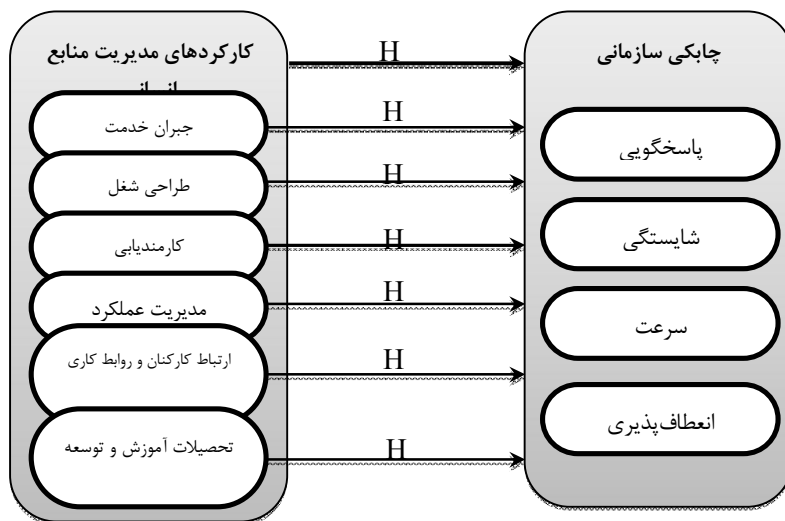 کارکردهای مدیریت منابع
جبران خدمت
طراحی شغل
کارمندیابی
مدیریت عملکرد
ارتباط کارکنان و روابط کاری
تحصیلات آموزش و توسعه
H
H
H
H
H
H
H
چابکی سازمانی
پاسخگویی
شایستگی
سرعت
انعطاف‌پذیری